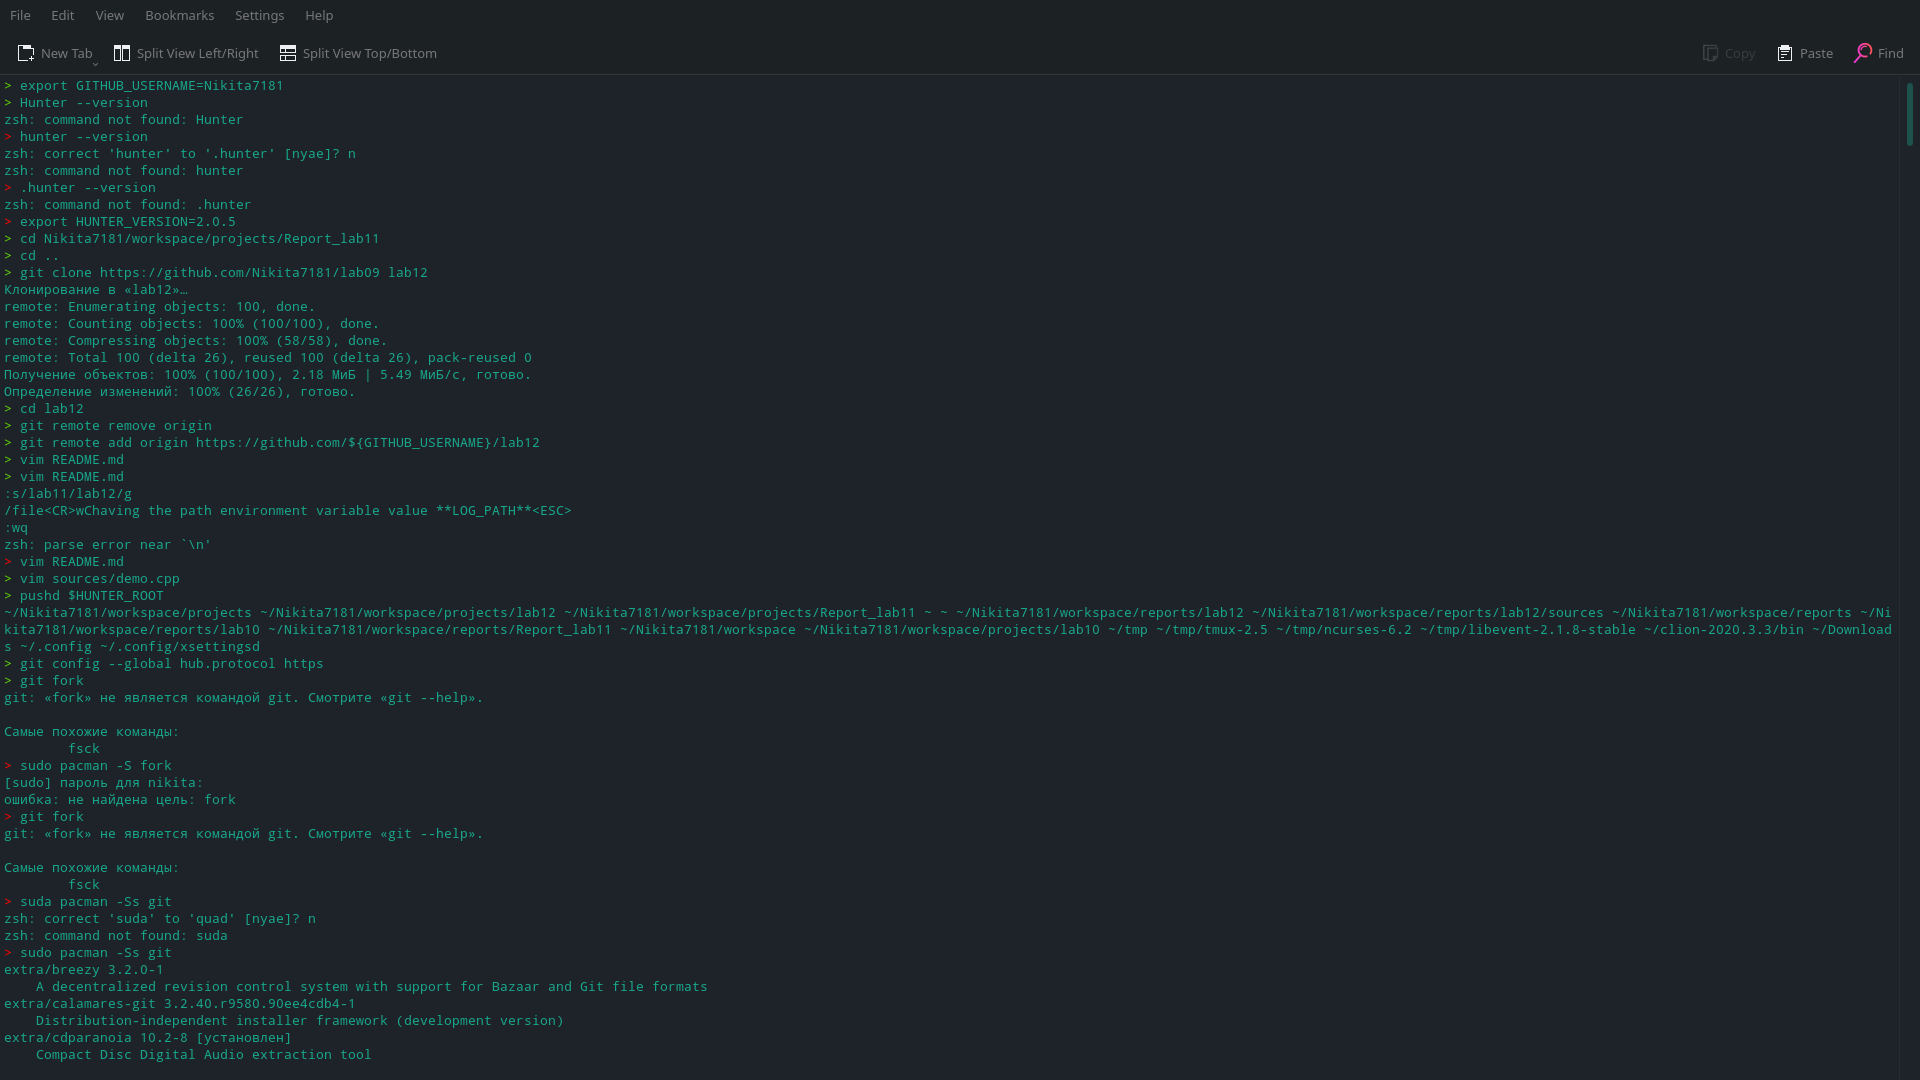 File Edit View Bookmarks Settings Help
New Tab Split View Left/Right Split View Top/Bottom Copy Paste Find
> export GITHUB_USERNAME=Nikita7181
> Hunter --version
zsh: command not found: Hunter
> hunter --version
zsh: correct 'hunter' to '.hunter' [nyae]? n
zsh: command not found: hunter
> .hunter --version
zsh: command not found: .hunter
> export HUNTER_VERSION=2.0.5
> cd Nikita7181/workspace/projects/Report_lab11
> cd ..
> git clone https://github.com/Nikita7181/lab09 lab12
Клонирование в «lab12»…
remote: Enumerating objects: 100, done.
remote: Counting objects: 100% (100/100), done.
remote: Compressing objects: 100% (58/58), done.
remote: Total 100 (delta 26), reused 100 (delta 26), pack-reused 0
Получение объектов: 100% (100/100), 2.18 МиБ | 5.49 МиБ/с, готово.
Определение изменений: 100% (26/26), готово.
> cd lab12
> git remote remove origin
> git remote add origin https://github.com/${GITHUB_USERNAME}/lab12
> vim README.md
> vim README.md
:s/lab11/lab12/g
/file<CR>wChaving the path environment variable value **LOG_PATH**<ESC>
:wq
zsh: parse error near `\n'
> vim README.md
> vim sources/demo.cpp
> pushd $HUNTER_ROOT
~/Nikita7181/workspace/projects ~/Nikita7181/workspace/projects/lab12 ~/Nikita7181/workspace/projects/Report_lab11 ~ ~ ~/Nikita7181/workspace/reports/lab12 ~/Nikita7181/workspace/reports/lab12/sources ~/Nikita7181/workspace/reports ~/Ni
kita7181/workspace/reports/lab10 ~/Nikita7181/workspace/reports/Report_lab11 ~/Nikita7181/workspace ~/Nikita7181/workspace/projects/lab10 ~/tmp ~/tmp/tmux-2.5 ~/tmp/ncurses-6.2 ~/tmp/libevent-2.1.8-stable ~/clion-2020.3.3/bin ~/Download
s ~/.config ~/.config/xsettingsd
> git config --global hub.protocol https
> git fork
git: «fork» не является командой git. Смотрите «git --help».
Самые похожие команды:
fsck
> sudo pacman -S fork
[sudo] пароль для nikita:
ошибка: не найдена цель: fork
> git fork
git: «fork» не является командой git. Смотрите «git --help».
Самые похожие команды:
fsck
> suda pacman -Ss git
zsh: correct 'suda' to 'quad' [nyae]? n
zsh: command not found: suda
> sudo pacman -Ss git
extra/breezy 3.2.0-1
A decentralized revision control system with support for Bazaar and Git file formats
extra/calamares-git 3.2.40.r9580.90ee4cdb4-1
Distribution-independent installer framework (development version)
extra/cdparanoia 10.2-8 [установлен]
Compact Disc Digital Audio extraction tool